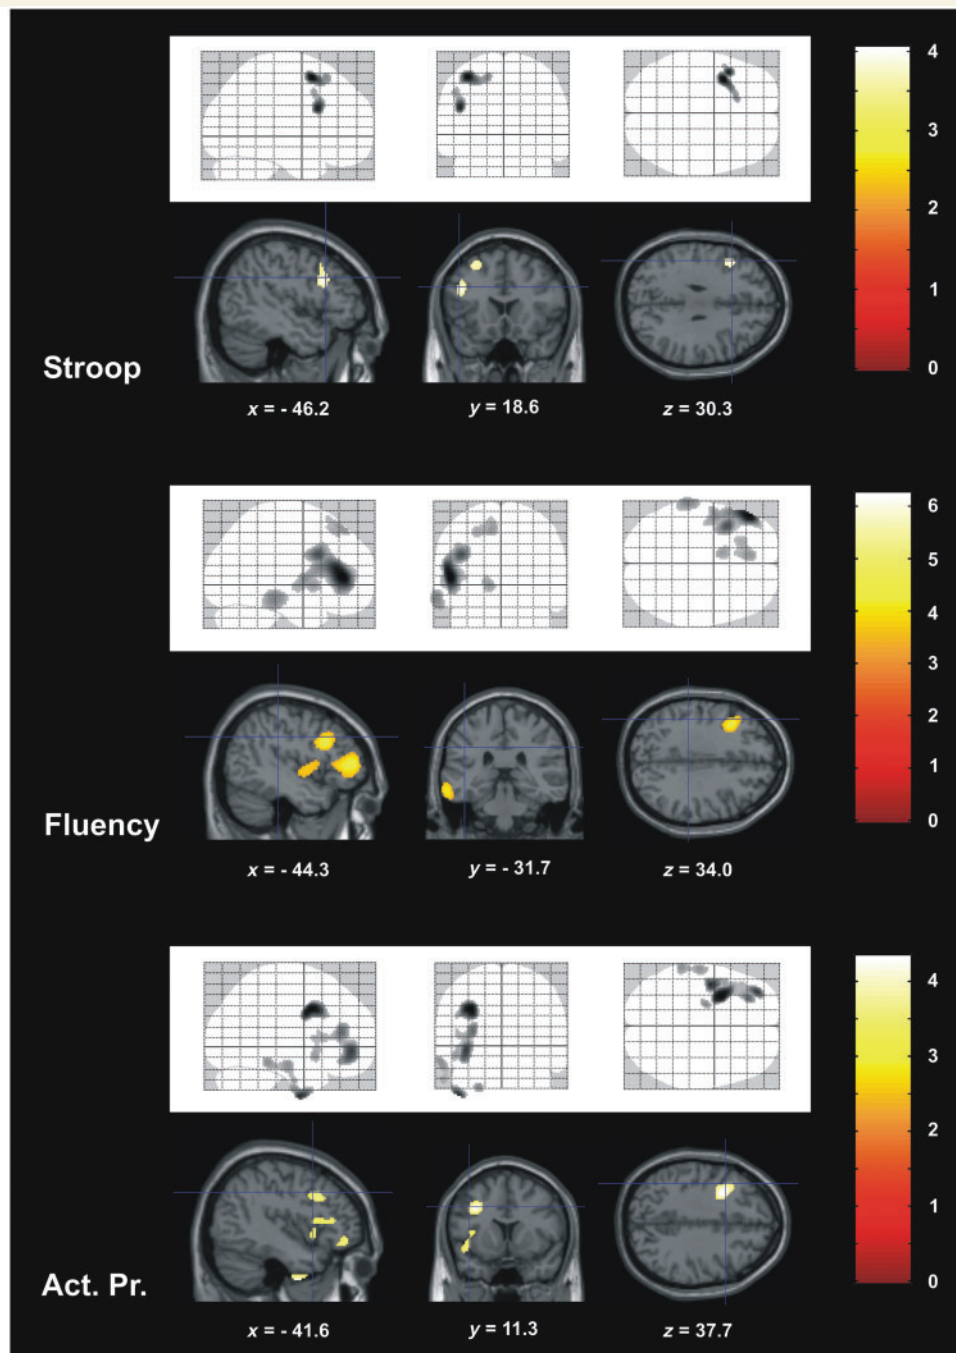 4
3
2
1
0
Stroop
x = - 46.2
y = 18.6
z = 30.3
6
5
4
3
2
1
0
Fluency
x = - 44.3
y = - 31.7
z = 34.0
4
3
2
1
0
Act. Pr.
x = -41.6
y = 11.3
z = 37.7